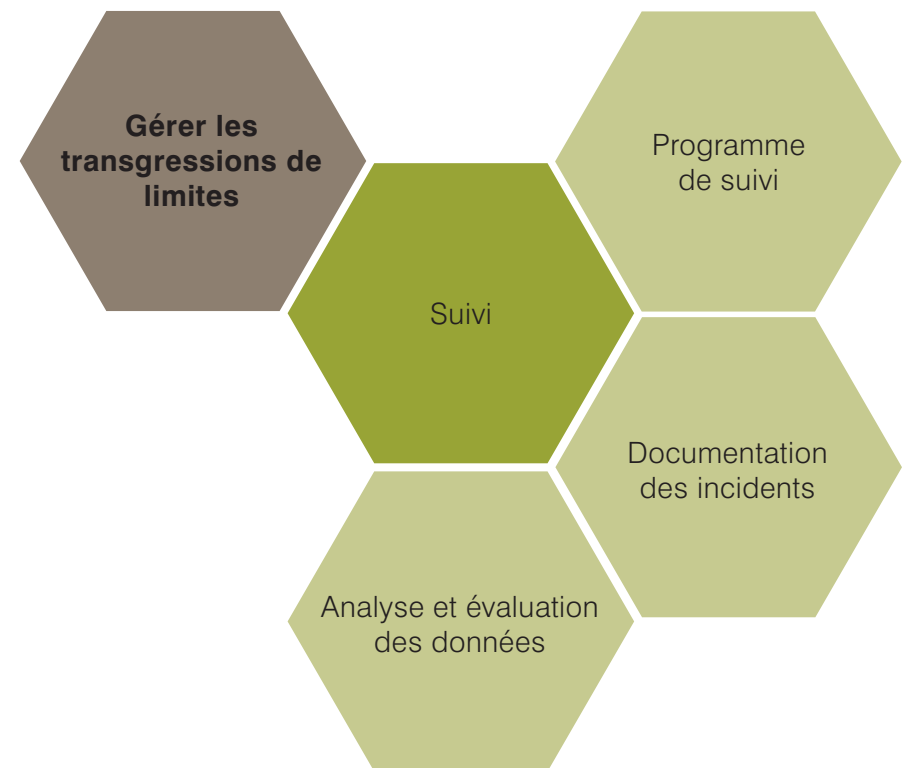 Gérer les
transgressions de
limites
Programme
de suivi
Suivi
Documentation
des incidents
Analyse et évaluation
des données